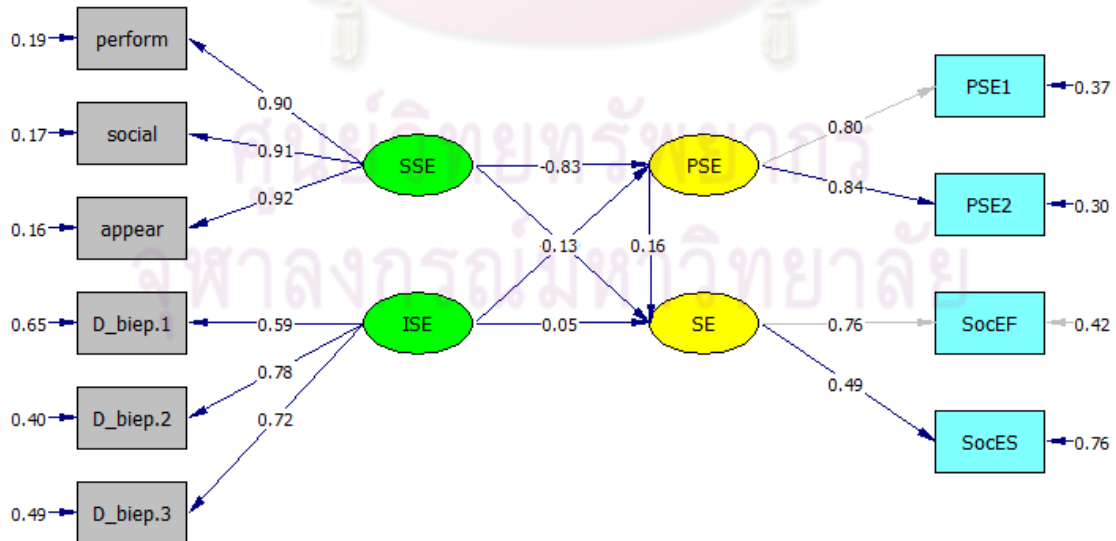 0.19
perform
0.90
0.17
social
0.91
0.16
appear
0.92
0.65
D_biep.1
0.59
0.40
D_biep.2
0.78
0.49
D_biep.3
0.72
SSE
ISE
-0.83
-0.13
0.16
0.05
PSE
SE
0.80
0.84
0.76
0.49
PSE1
0.37
PSE2
0.30
SocEF
0.42
SocES
0.76
ศูนย์วิทยทรัพยากร
จุฬาลงกรณ์มหาวิทยาลัย